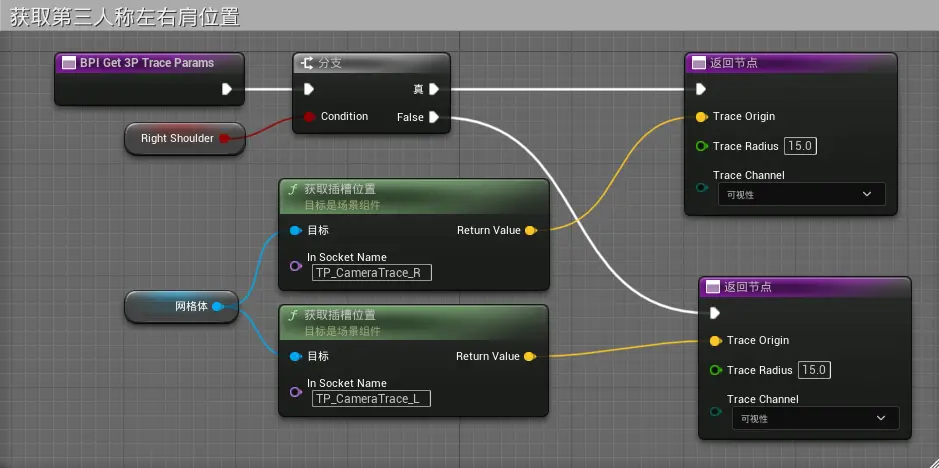 获取第三人称左右肩位置
BPI Get 3P Trace Params
分支
真
Condition
False
Right Shoulder
返回节点
Trace Origin
Trace Radius 15.0
Trace Channel
可视性
获取插槽位置
目标是场景组件
目标
Return Value
In Socket Name
TP_CameraTrace_R
网格体
获取插槽位置
目标是场景组件
目标
Return Value
In Socket Name
TP_CameraTrace_L
返回节点
Trace Origin
Trace Radius 15.0
Trace Channel
可视性